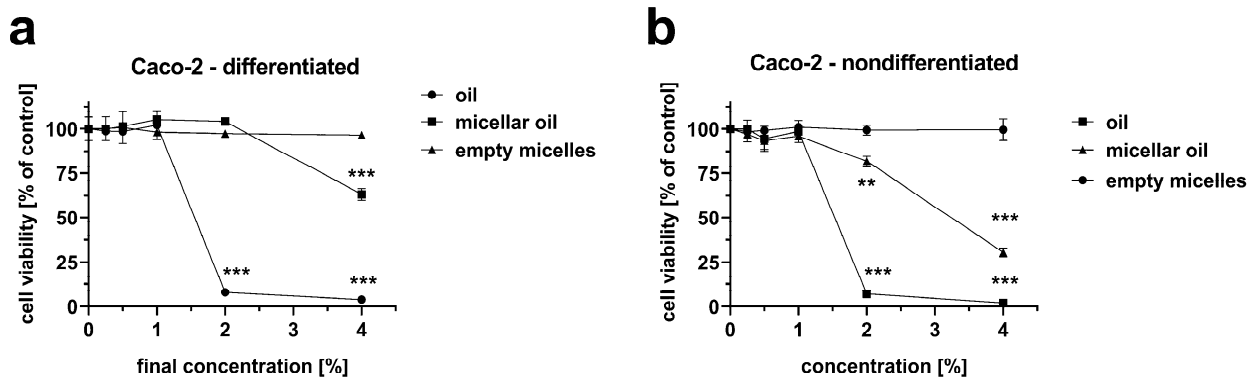 a
Caco-2 - differentiated
cell viability [% of control]
100
75
50
25
0
0 1 2 3 4
final concentration [%]
***
***
***
oil
micellar oil
empty micelles
b
Caco-2 - nondifferentiated
cell viability [% of control]
100
75
50
25
0
0 1 2 3 4
concentration [%]
**
***
***
***
oil
micellar oil
empty micelles